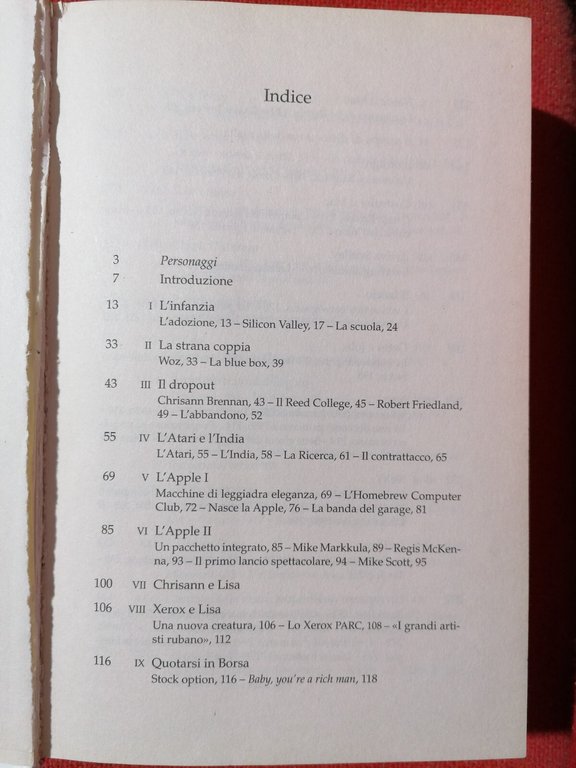 Indice
3 Personaggi
7 Introduzione
13 I L'infanzia
L'adozione, 13 – Silicon Valley, 17 – La scuola, 24
33 II La strana coppia
Woz, 33 – La blue box, 39
43 III Il dropout
Chrisann Brennan, 43 – Il Reed College, 45 – Robert Friedland,
49 – L'abbandono, 52
55 IV L'Atari e l'India
L'Atari, 55 – L'India, 58 – La Ricerca, 61 – Il contrattacco, 65
69 V L'Apple I
Macchine di leggiadra eleganza, 69 – L'Homebrew Computer
Club, 72 – Nasce la Apple, 76 – La banda del garage, 81
85 VI L'Apple II
Un pacchetto integrato, 85 – Mike Markkula, 89 – Regis McKen-
na, 93 – Il primo lancio spettacolare, 94 – Mike Scott, 95
100 VII Chrisann e Lisa
106 VIII Xerox e Lisa
Una nuova creatura, 106 – Lo Xerox PARC, 108 – «I grandi arti-
sti rubano», 112
116 IX Quotarsi in Borsa
Stock option, 116 – Baby, you're a rich man, 118